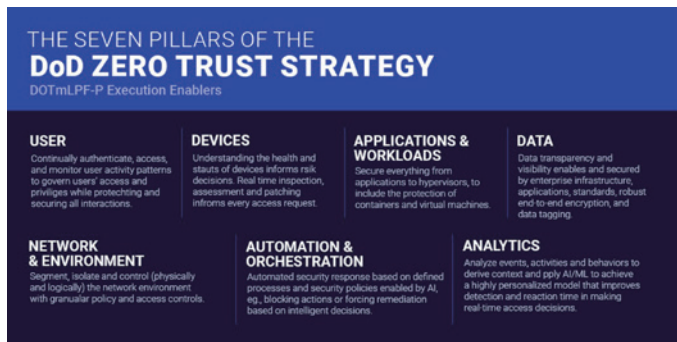 THE SEVEN PILLARS OF THE
DoD ZERO TRUST STRATEGY
DOTmLPF-P Execution Enablers
USER
Continually authenticate, access,
and monitor user activity patterns
to govern users' access and
priviliges while protechting and
securing all interactions.
DEVICES
Understanding the health and
stauts of devices informs rsik
decisions. Real time inspection,
assessment and patching
infroms every access request.
APPLICATIONS &
WORKLOADS
Secure everything from
applications to hypervisors, to
include the protection of
containers and virtual machines.
DATA
Data transparency and
visibility enables and secured
by enterprise infrastructure,
applications, standards, robust
end-to-end encryption, and
data tagging.
NETWORK
& ENVIRONMENT
Segment, isolate and control (physically
and logically) the network environment
with granualar policy and access controls.
AUTOMATION &
ORCHESTRATION
Automated security response based on defined
processes and security policies enabled by AI,
eg., blocking actions or forcing remediation
based on intelligent decisions.
ANALYTICS
Analyze events, activities and behaviors to
derive context and pply AI/ML to achieve
a highly personalized model that improves
detection and reaction time in making
real-time access decisions.